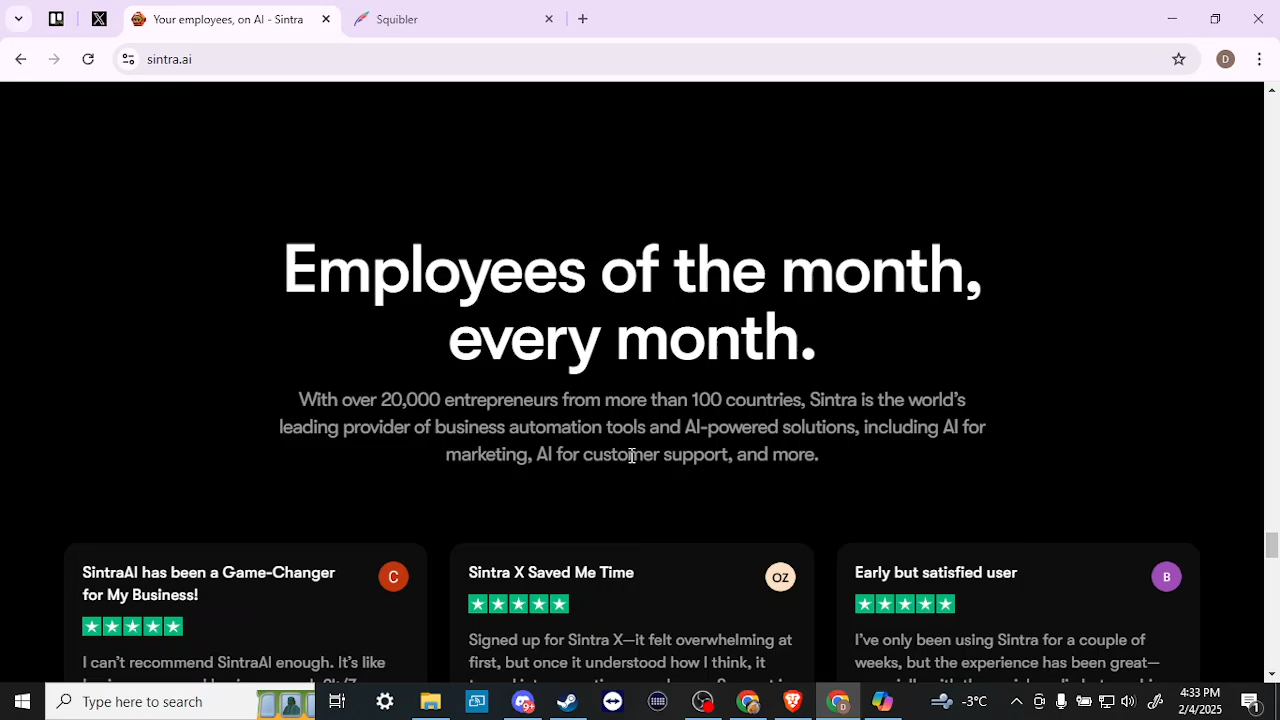 Your employees, on AI - Sintra
Squibler
sintra.ai
D
Employees of the month,
every month.
With over 20,000 entrepreneurs from more than 100 countries, Sintra is the world's
leading provider of business automation tools and AI-powered solutions, including AI for
marketing, AI for customer support, and more.
SintraAI has been a Game-Changer
for My Business!
C
I can't recommend SintraAI enough. It's like
Sintra X Saved Me Time
OZ
Signed up for Sintra X—it felt overwhelming at
first, but once it understood how I think, it
Early but satisfied user
B
I've only been using Sintra for a couple of
weeks, but the experience has been great—
Type here to search
-3°C
4:33 PM
2/4/2025